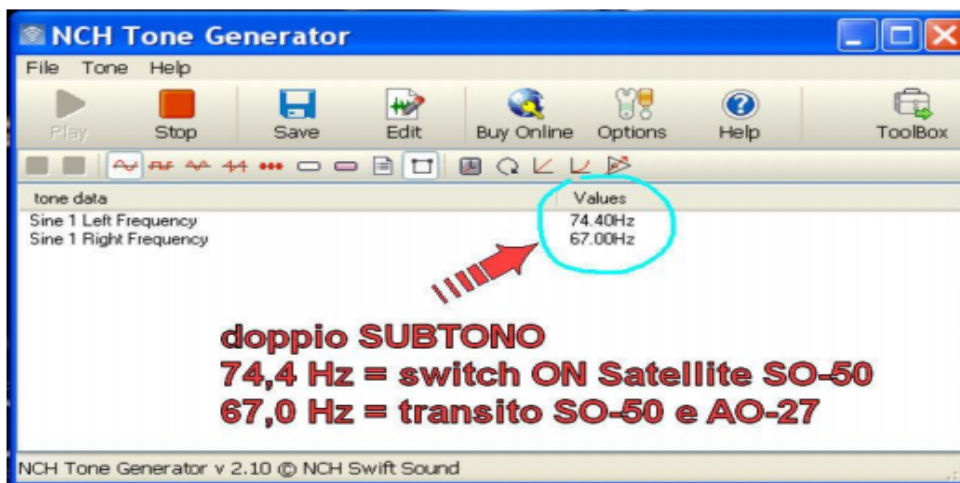 NCH Tone Generator
File Tone Help
Play Stop Save Edit Buy Online Options Help ToolBox
tone data Values
Sine 1 Left Frequency 74.40Hz
Sine 1 Right Frequency 67.00Hz
doppio SUBTONO
74,4 Hz = switch ON Satellite SO-50
67,0 Hz = transito SO-50 e AO-27
NCH Tone Generator v 2.10 © NCH Swift Sound